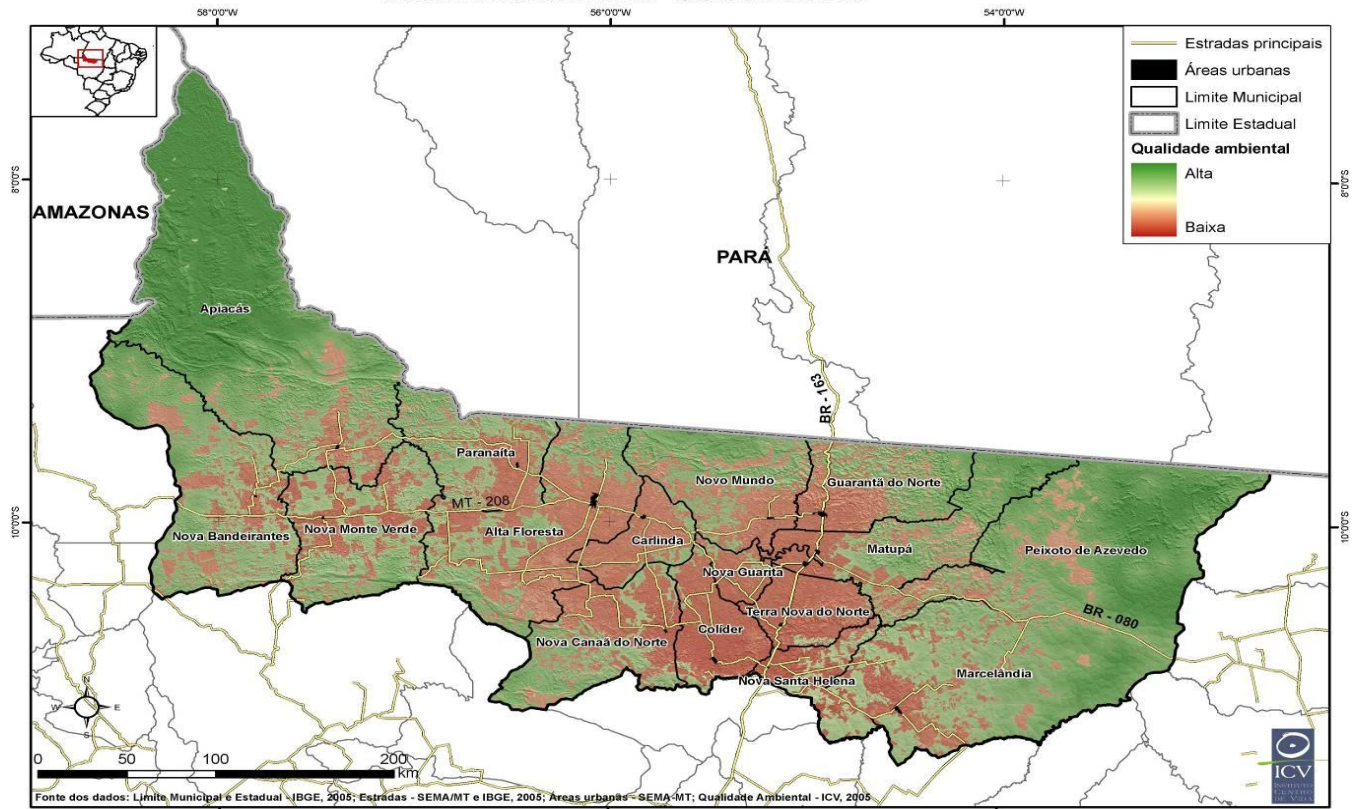 58°0'0"W
56°0'0"W
54°0'0"W
Estradas principais
Áreas urbanas
Limite Municipal
Limite Estadual
Qualidade ambiental
Alta
Baixa
8°0'0"S
8°0'0"S
AMAZONAS
PARÁ
Apiacás
BR - 163
Paranaíta
Novo Mundo
Guarantã do Norte
MT - 208
10°0'0"S
10°0'0"S
Nova Bandeirantes
Nova Monte Verde
Alta Floresta
Carlinda
Matupá
Peixoto de Azevedo
Nova Guarita
Terra Nova do Norte
BR - 080
Nova Canaã do Norte
Colíder
Nova Santa Helena
Marcelândia
N
W
E
S
0 50 100 200
km
ICV
INSTITUTO
CENTRO
DE VIDA
Fonte dos dados: Limite Municipal e Estadual - IBGE, 2005; Estradas - SEMA/MT e IBGE, 2005; Áreas urbanas - SEMA-MT; Qualidade Ambiental - ICV, 2005